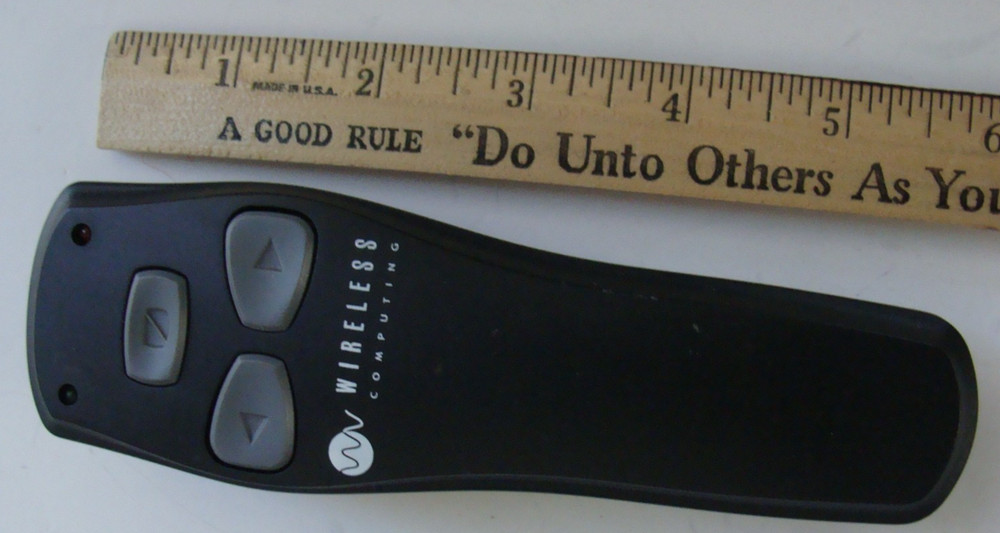 1 2 3 4 5 6
MADE IN U.S.A.
A GOOD RULE "Do Unto Others As You
WIRELESS
COMPUTING